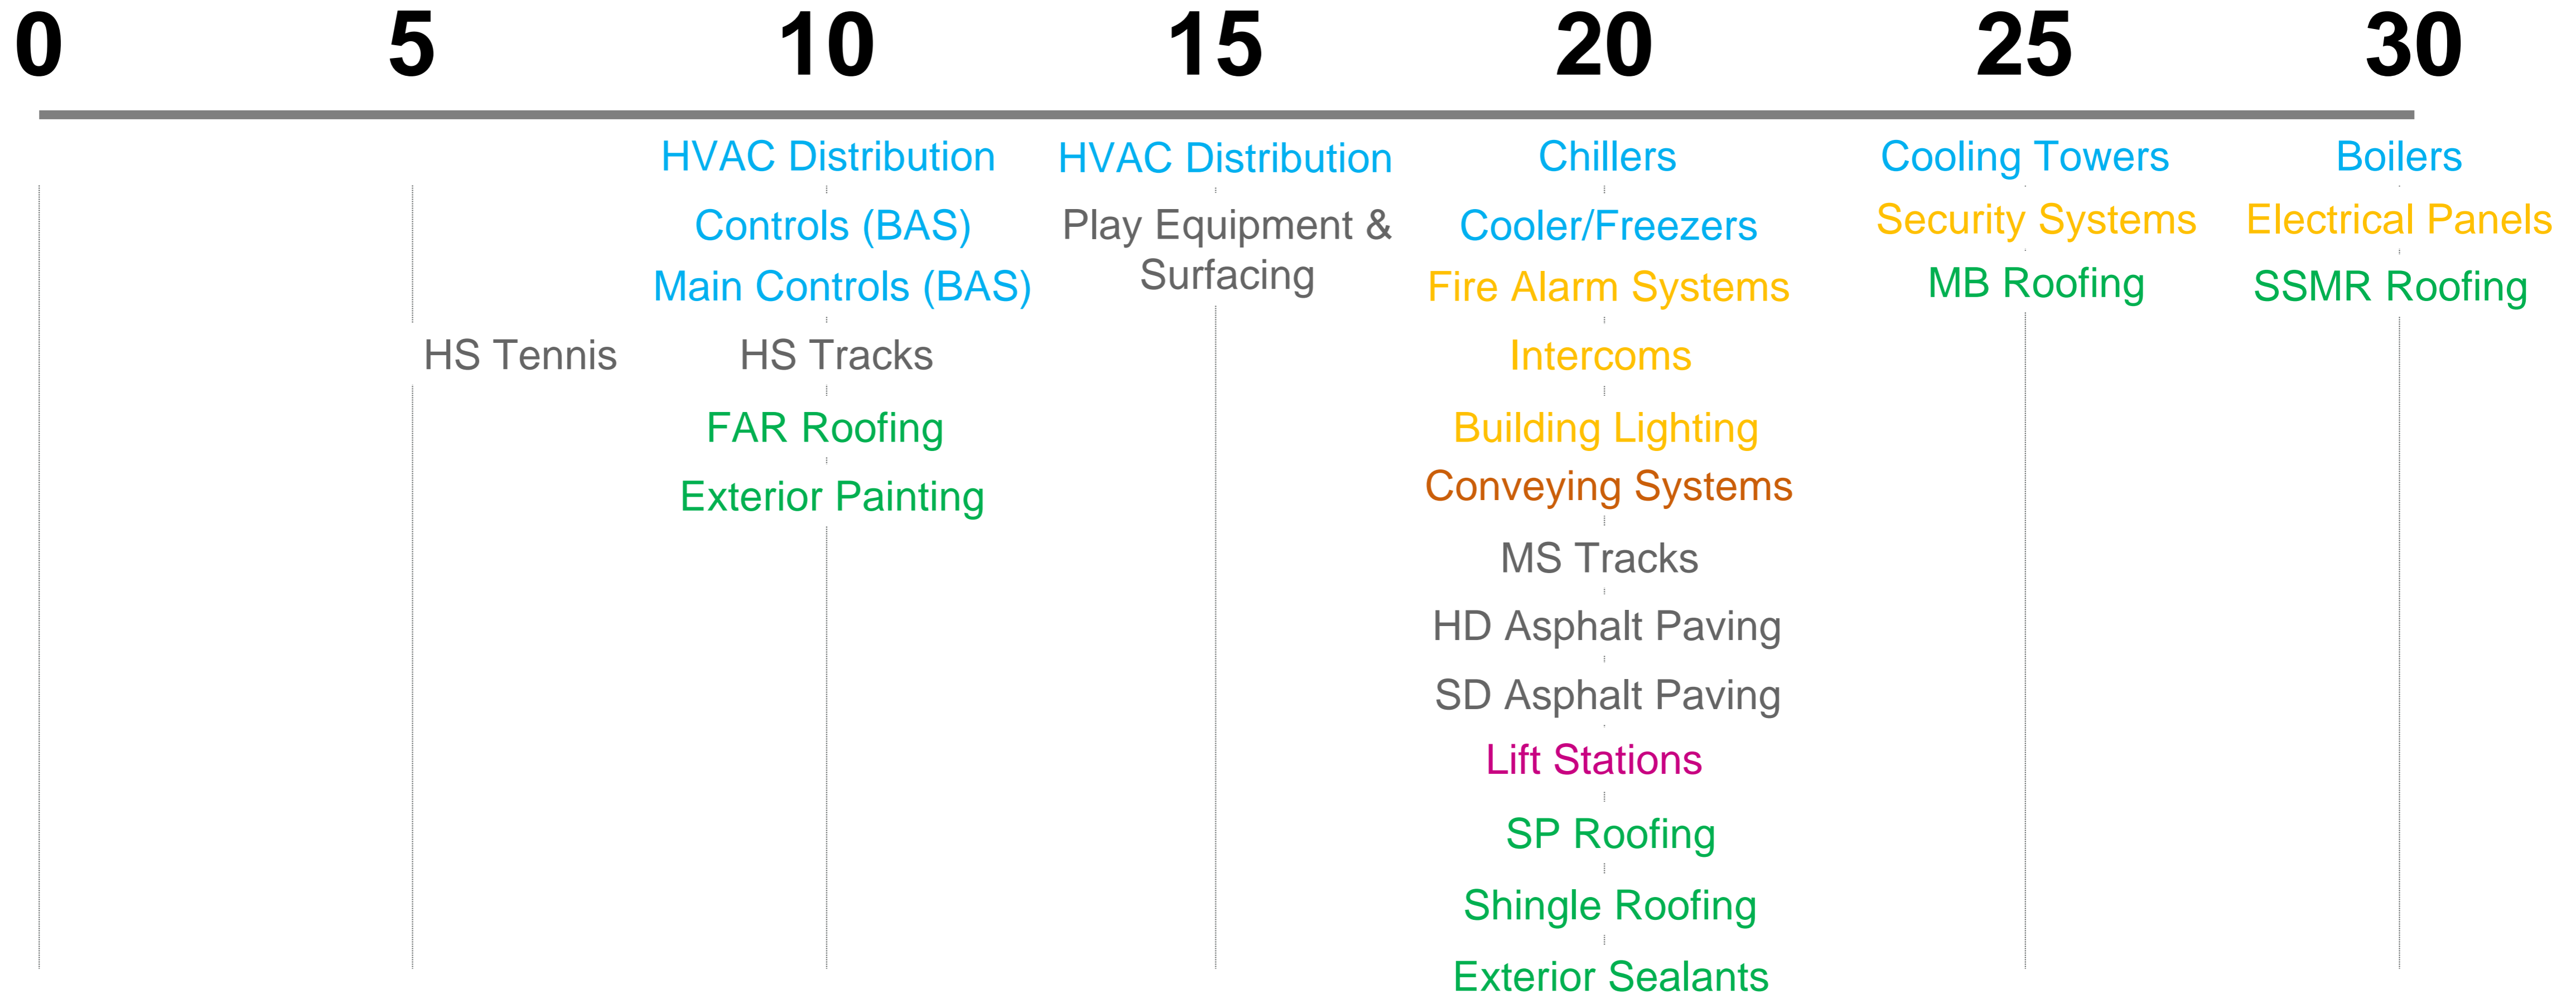 0 5 10 15 20 25 30
HVAC Distribution HVAC Distribution Chillers Cooling Towers Boilers
Controls (BAS) Play Equipment & Cooler/Freezers Security Systems Electrical Panels
Main Controls (BAS) Surfacing Fire Alarm Systems MB Roofing SSMR Roofing
HS Tennis HS Tracks Intercoms
FAR Roofing Building Lighting
Exterior Painting Conveying Systems
MS Tracks
HD Asphalt Paving
SD Asphalt Paving
Lift Stations
SP Roofing
Shingle Roofing
Exterior Sealants